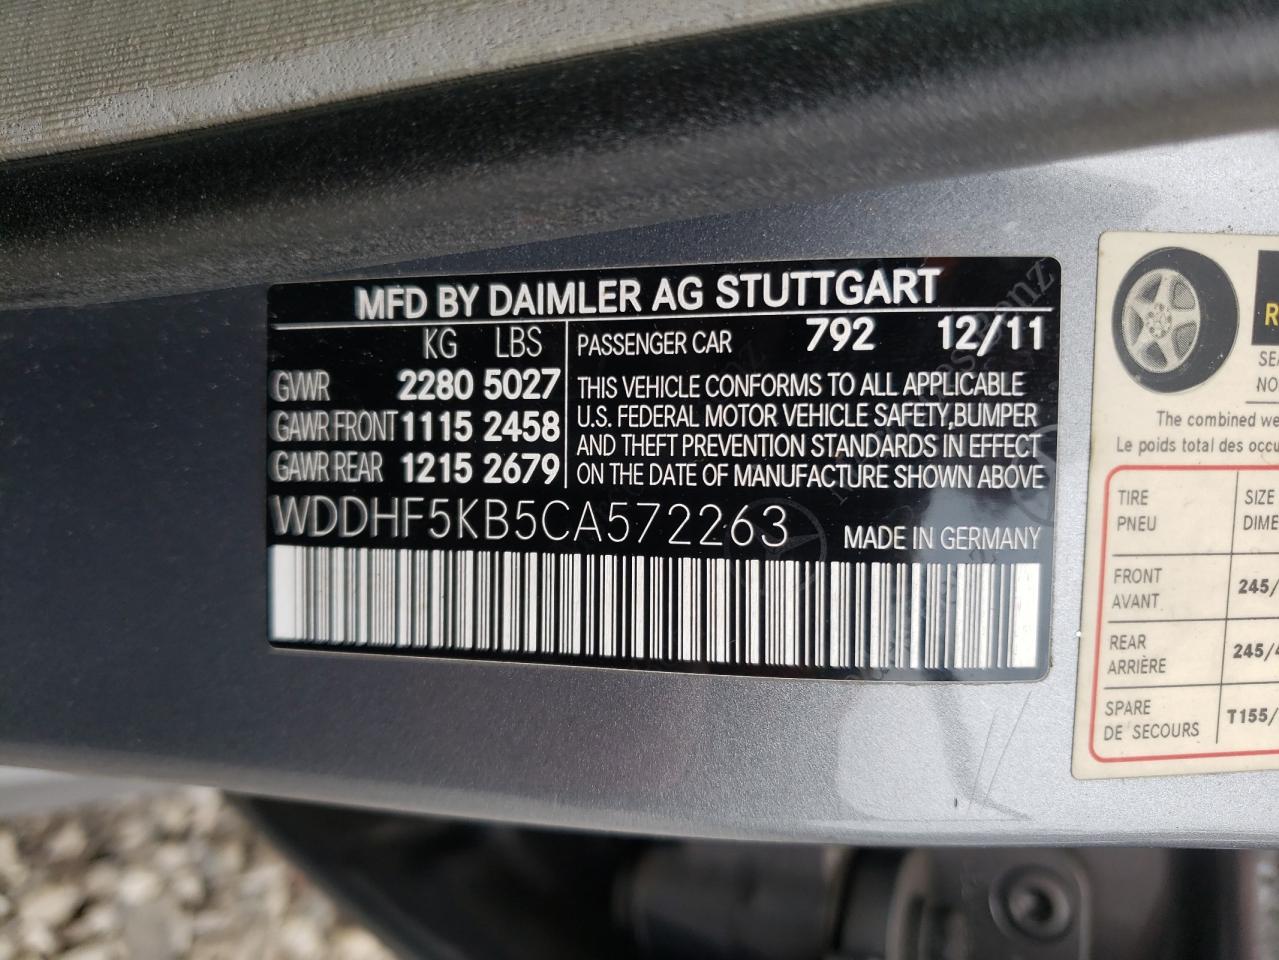 MFD BY DAIMLER AG STUTTGART
KG LBS
GVWR 2280 5027
GAWR FRONT 1115 2458
GAWR REAR 1215 2679
PASSENGER CAR 792 12/11
THIS VEHICLE CONFORMS TO ALL APPLICABLE
U.S. FEDERAL MOTOR VEHICLE SAFETY, BUMPER
AND THEFT PREVENTION STANDARDS IN EFFECT
ON THE DATE OF MANUFACTURE SHOWN ABOVE
WDDHF5KB5CA572263
MADE IN GERMANY
The combined we
Le poids total des occu
TIRE SIZE
PNEU DIME
FRONT 245/
AVANT
REAR 245/4
ARRIÈRE
SPARE T155/
DE SECOURS